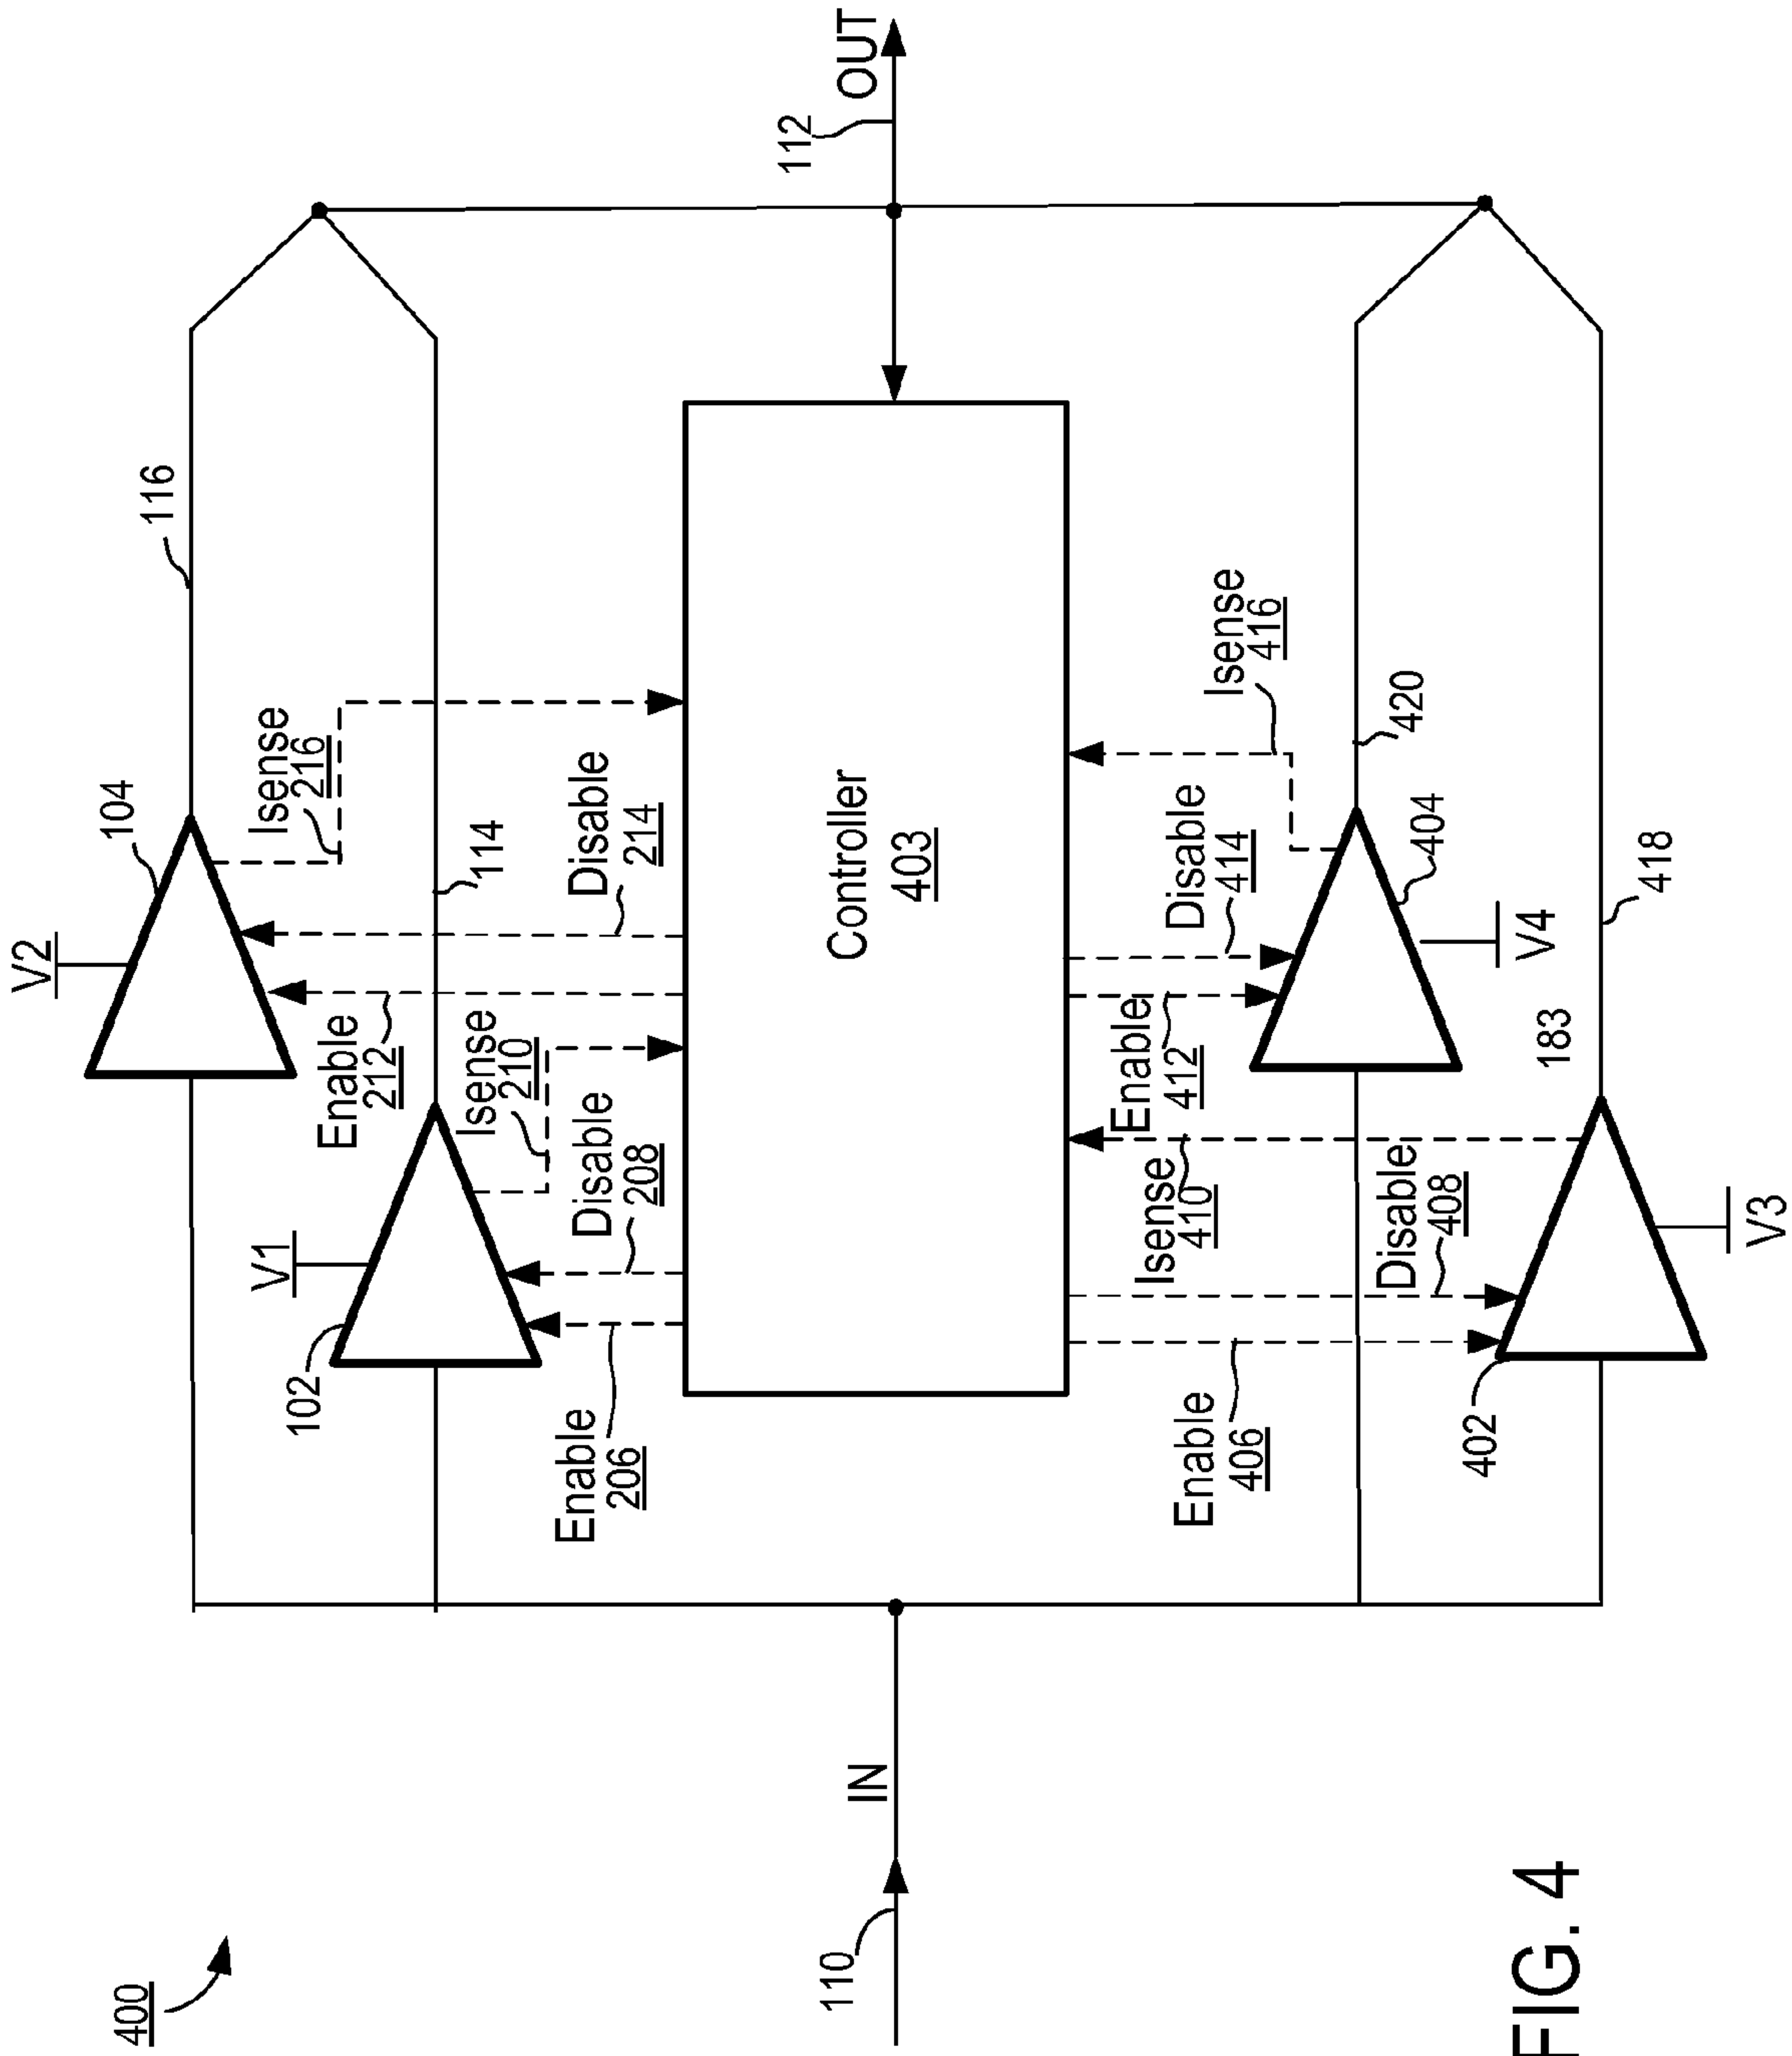 400
V2
104
116
Isense
216
Enable
212
V1
102
Isense
210
114
Enable
206
Disable
208
Disable
214
110
IN
Controller
403
112
OUT
Enable
406
Isense
410
Enable
412
Disable
414
Isense
416
Disable
408
404
420
402
183
V4
418
V3
FIG. 4